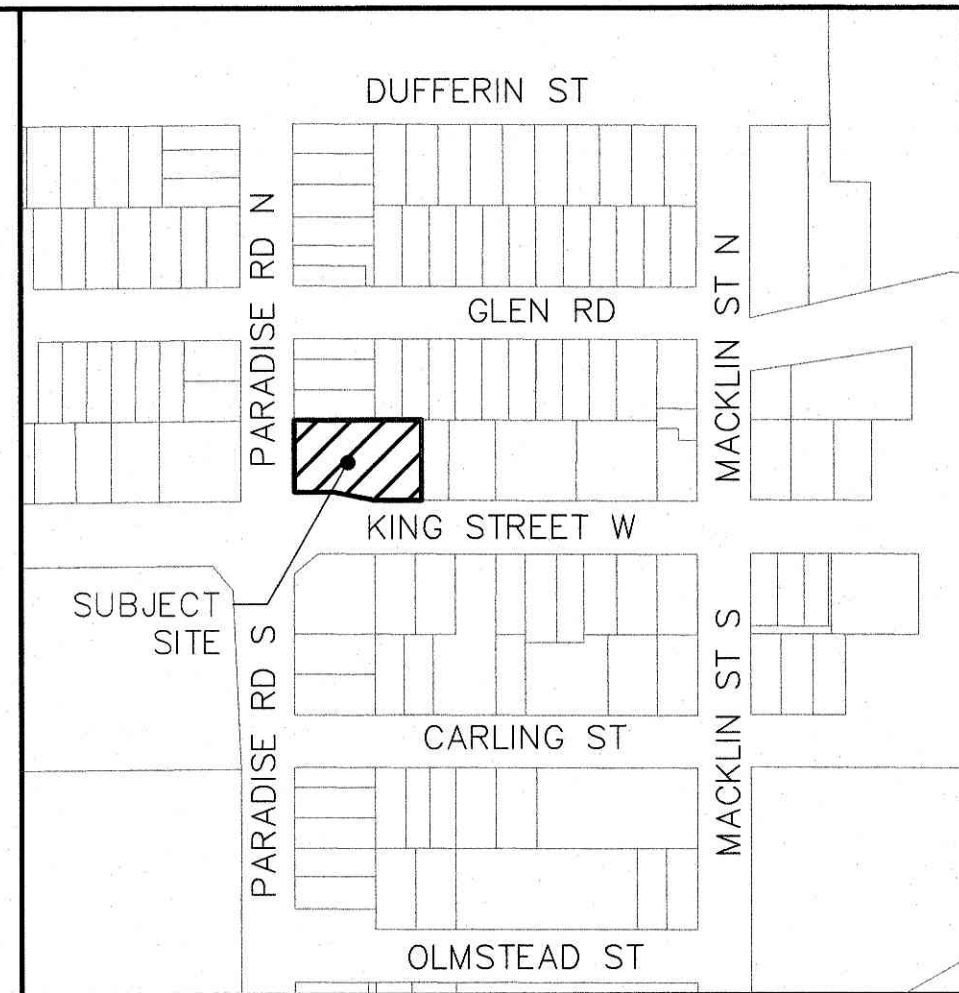 DUFFERIN ST
PARADISE RD N
GLEN RD
MACKLIN ST N
KING STREET W
SUBJECT
SITE
PARADISE RD S
CARLING ST
MACKLIN ST S
OLMSTEAD ST